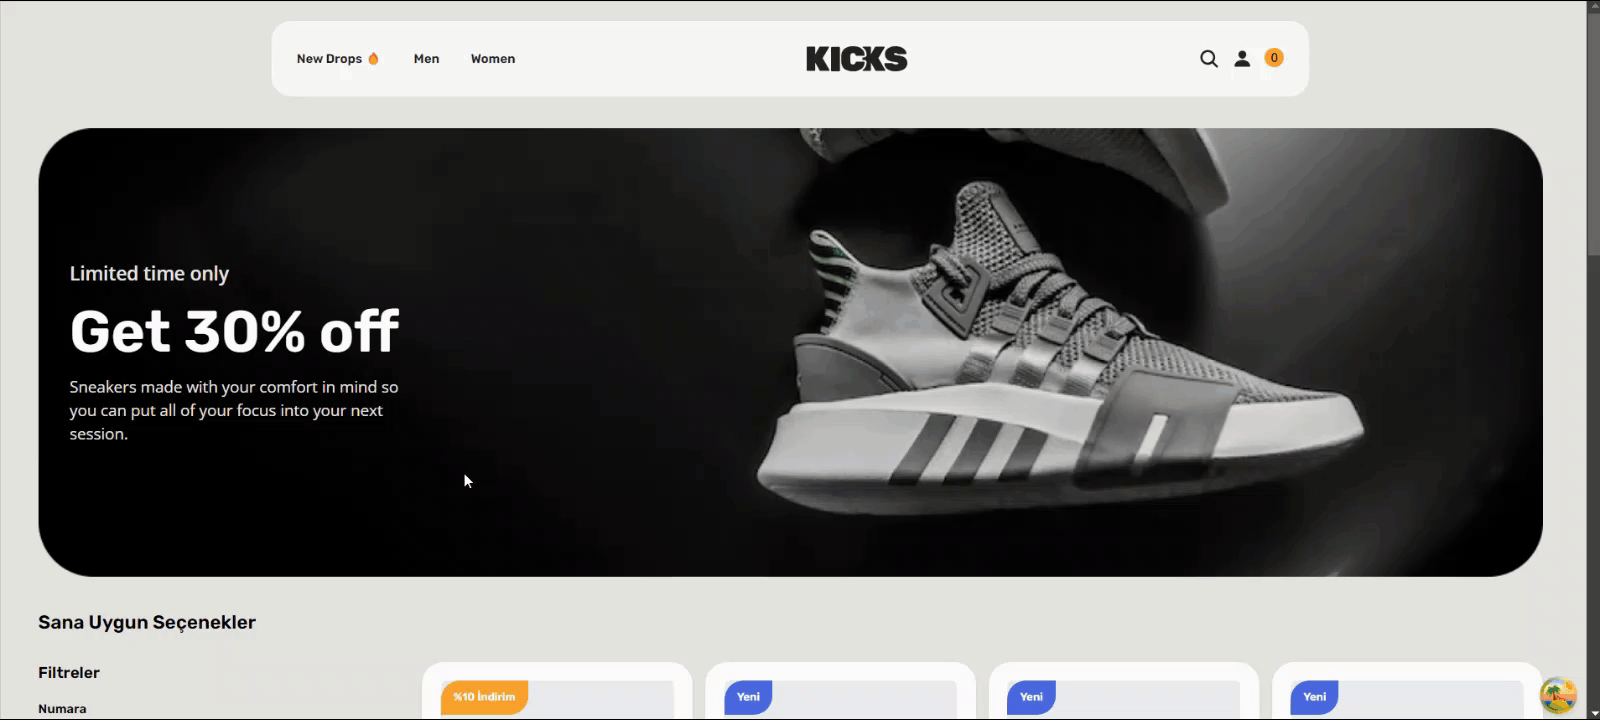 New Drops Men Women KICKS 0
Limited time only
Get 30% off
Sneakers made with your comfort in mind so
you can put all of your focus into your next
session.
Sana Uygun Seçenekler
Filtreler
Numara
%10 İndirim
Yeni
Yeni
Yeni